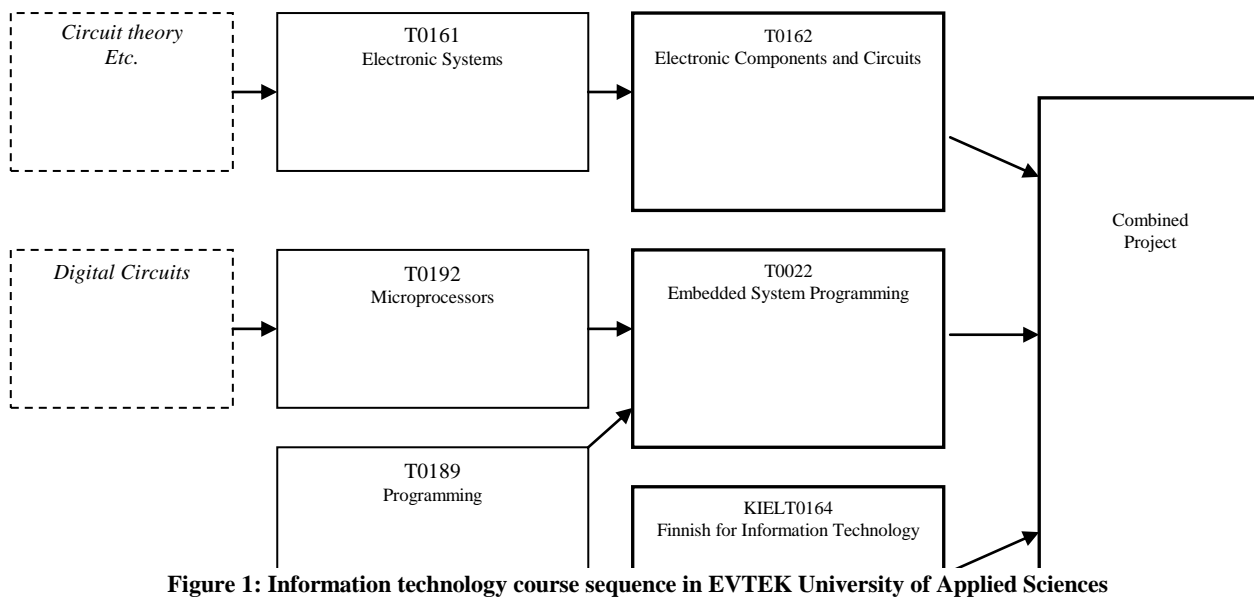 Circuit theory
Etc.
T0161
Electronic Systems
T0162
Electronic Components and Circuits
Combined
Project
Digital Circuits
T0192
Microprocessors
T0022
Embedded System Programming
T0189
Programming
KIELT0164
Finnish for Information Technology
Figure 1: Information technology course sequence in EVTEK University of Applied Sciences